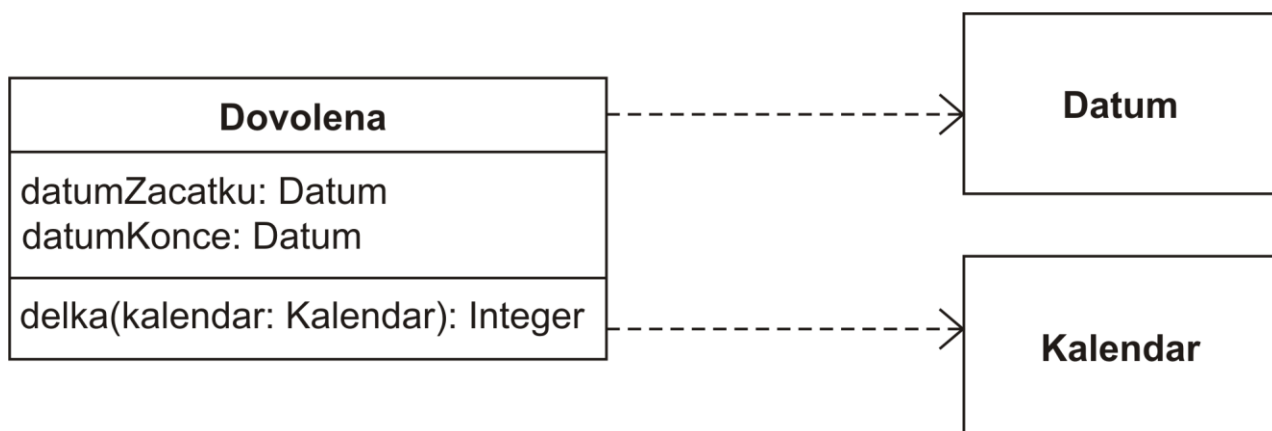 Dovolena
datumZacatku: Datum
datumKonce: Datum
delka(kalendar: Kalendar): Integer
Datum
Kalendar